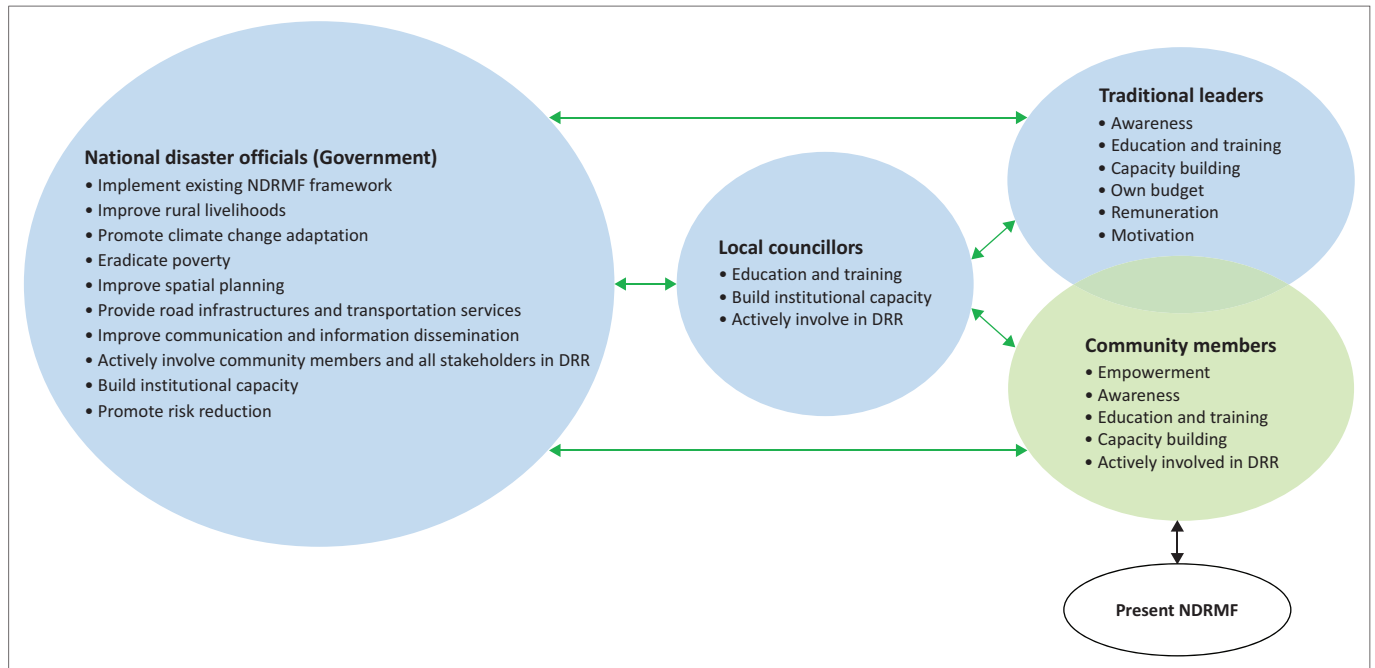 National disaster officials (Government)
• Implement existing NDRMF framework
• Improve rural livelihoods
• Promote climate change adaptation
• Eradicate poverty
• Improve spatial planning
• Provide road infrastructures and transportation services
• Improve communication and information dissemination
• Actively involve community members and all stakeholders in DRR
• Build institutional capacity
• Promote risk reduction
Local councillors
• Education and training
• Build institutional capacity
• Actively involve in DRR
Traditional leaders
• Awareness
• Education and training
• Capacity building
• Own budget
• Remuneration
• Motivation
Community members
• Empowerment
• Awareness
• Education and training
• Capacity building
• Actively involved in DRR
Present NDRMF